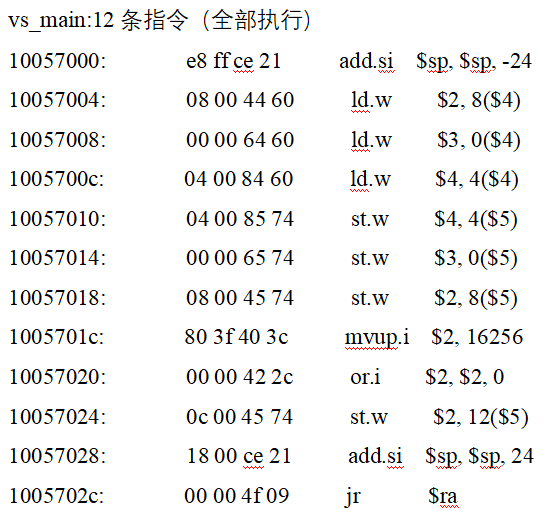 vs_main:12 条指令（全部执行）
10057000: e8 ff ce 21 add.si $sp, $sp, -24
10057004: 08 00 44 60 ld.w $2, 8($4)
10057008: 00 00 64 60 ld.w $3, 0($4)
1005700c: 04 00 84 60 ld.w $4, 4($4)
10057010: 04 00 85 74 st.w $4, 4($5)
10057014: 00 00 65 74 st.w $3, 0($5)
10057018: 08 00 45 74 st.w $2, 8($5)
1005701c: 80 3f 40 3c mvup.i $2, 16256
10057020: 00 00 42 2c or.i $2, $2, 0
10057024: 0c 00 45 74 st.w $2, 12($5)
10057028: 18 00 ce 21 add.si $sp, $sp, 24
1005702c: 00 00 4f 09 jr $ra